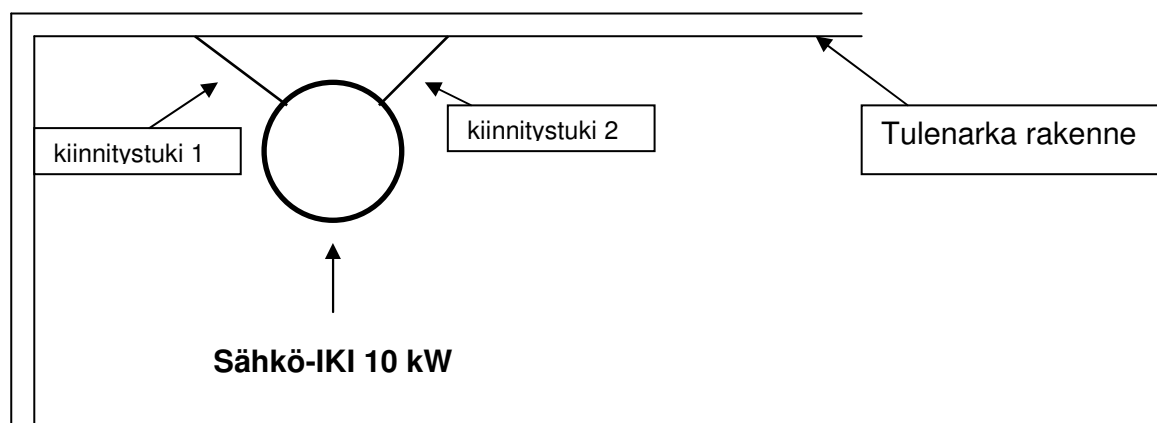 kiinnitystuki 1
kiinnitystuki 2
Tulenarka rakenne
Sähkö-IKI 10 kW